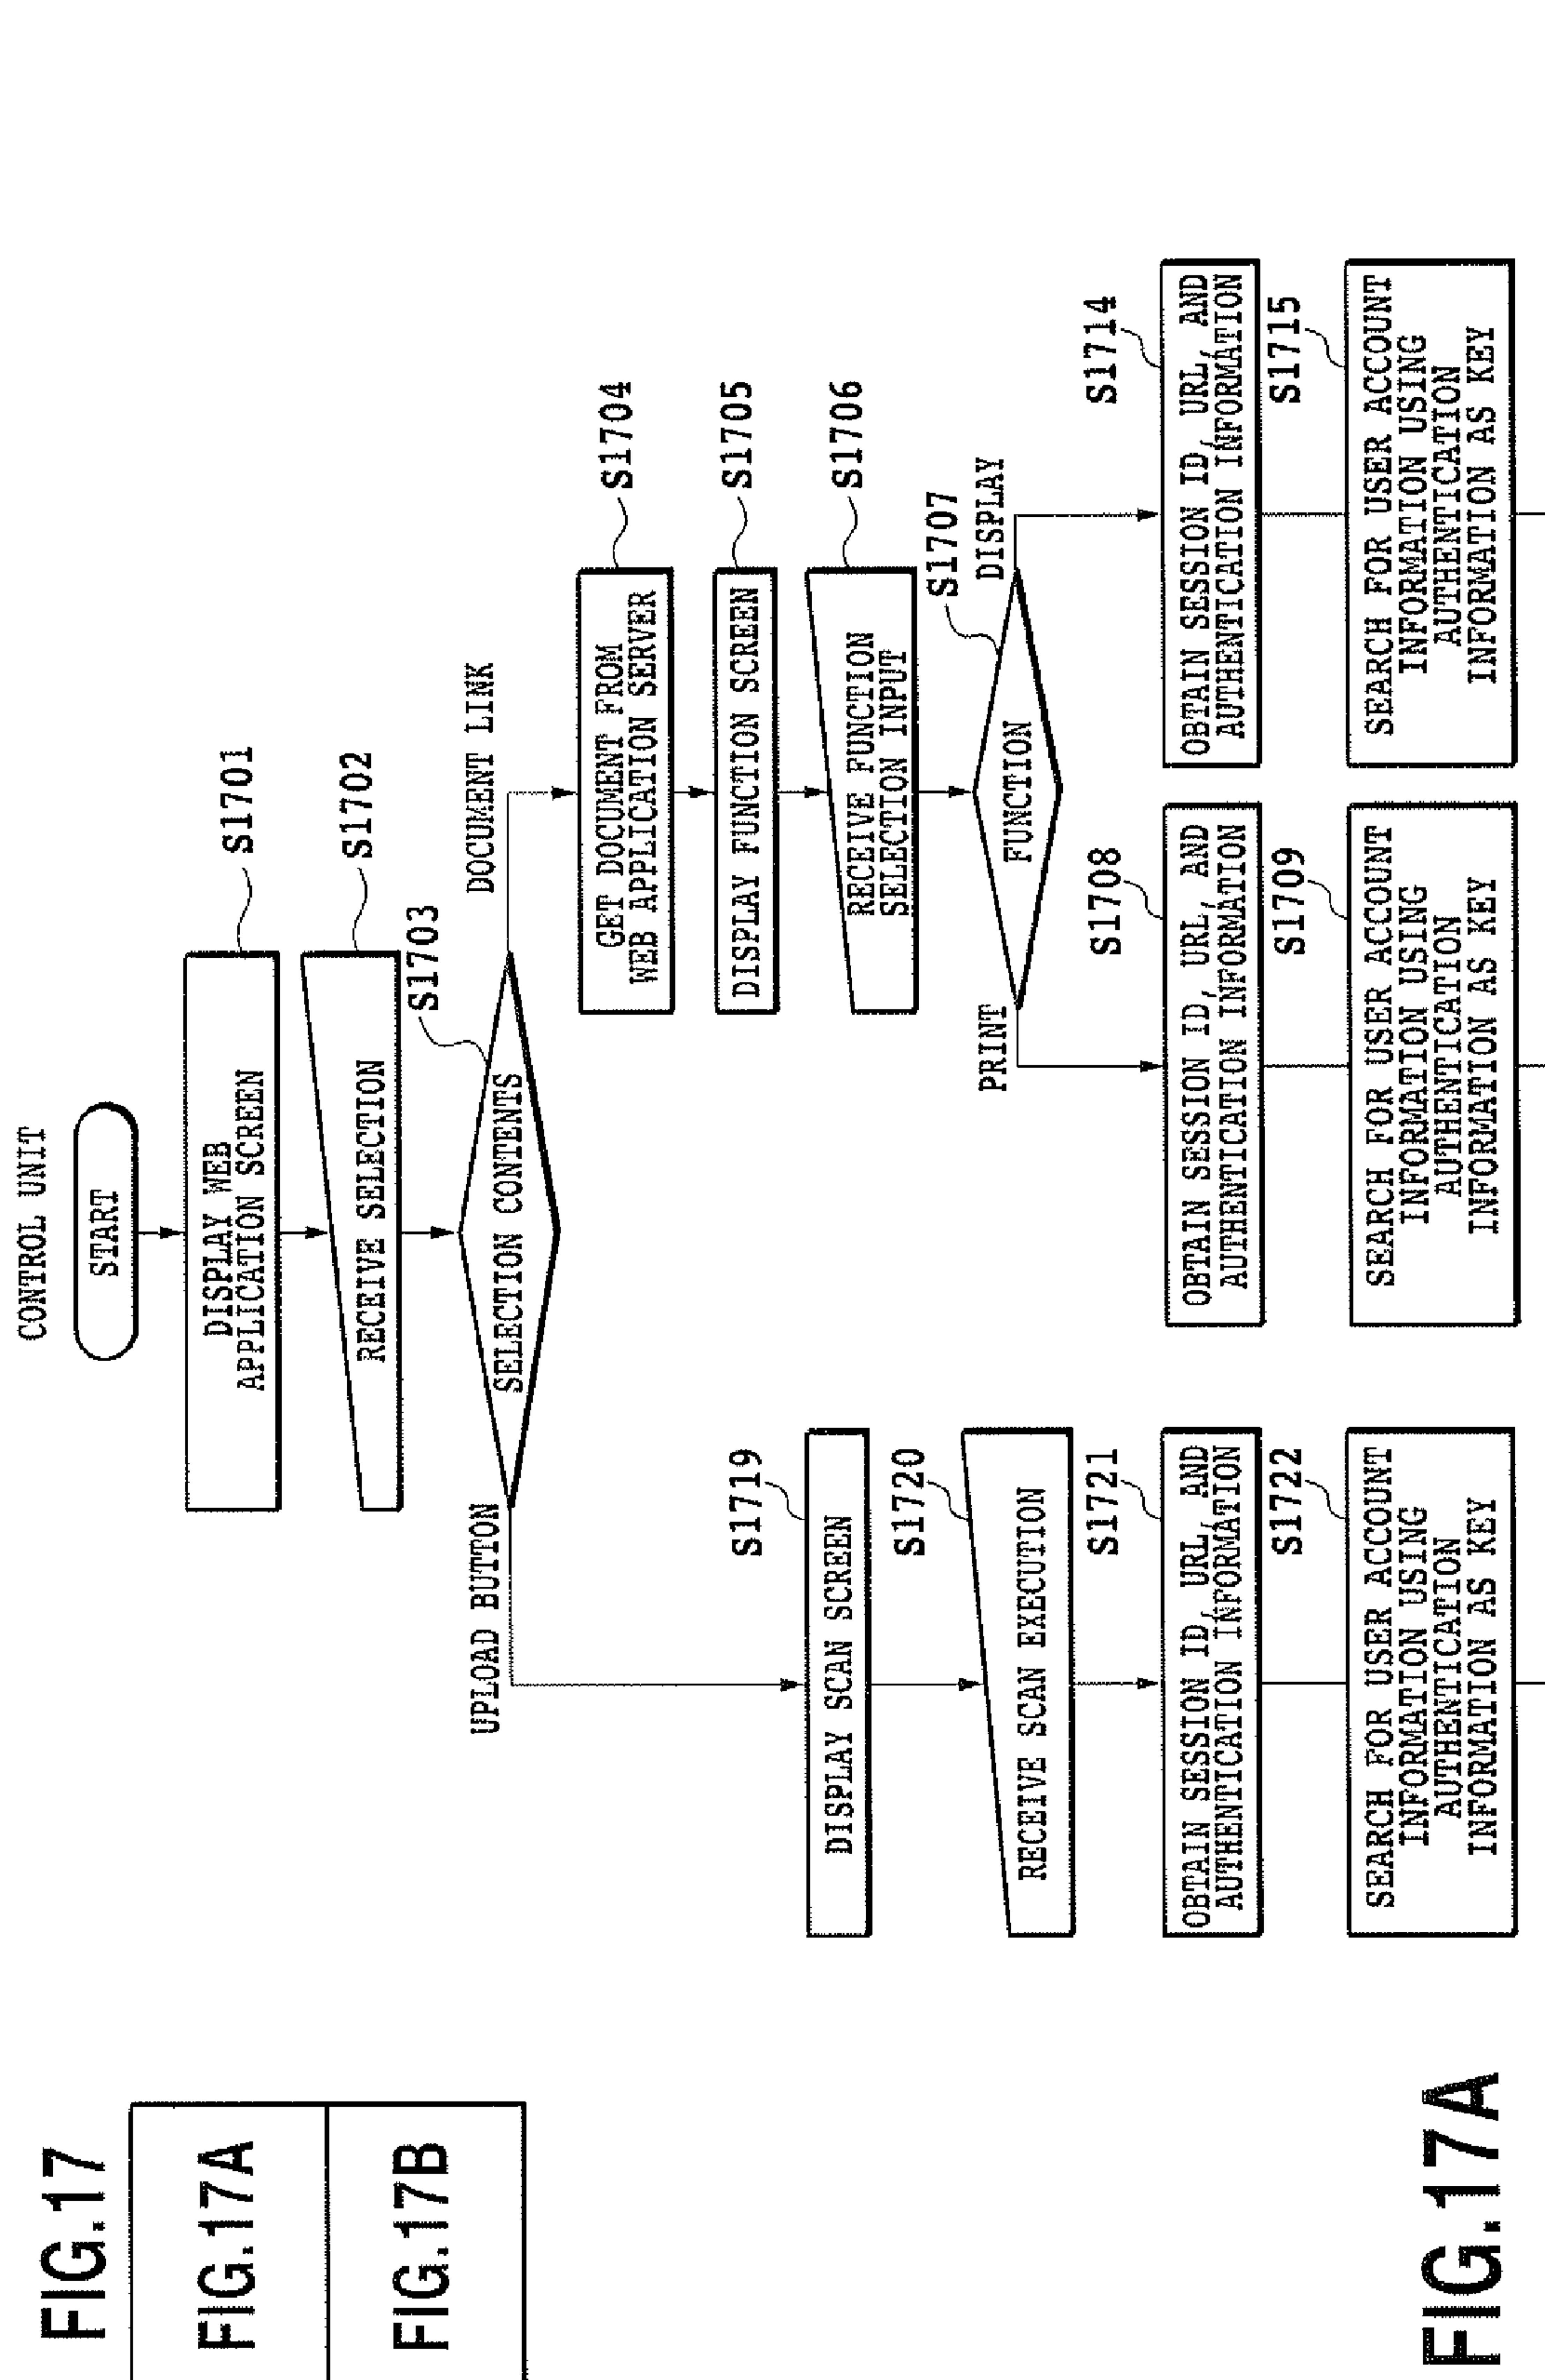 FIG.17
FIG.17A
FIG.17B
CONTROL UNIT
START
DISPLAY WEB
APPLICATION SCREEN
S1701
RECEIVE SELECTION
S1702
SELECTION CONTENTS
S1703
UPLOAD BUTTON
DOCUMENT LINK
GET DOCUMENT FROM
WEB APPLICATION SERVER
S1704
DISPLAY FUNCTION SCREEN
S1705
RECEIVE FUNCTION
SELECTION INPUT
S1706
FUNCTION
S1707
PRINT
DISPLAY
DISPLAY SCAN SCREEN
S1719
RECEIVE SCAN EXECUTION
S1720
OBTAIN SESSION ID, URL, AND
AUTHENTICATION INFORMATION
S1721
SEARCH FOR USER ACCOUNT
INFORMATION USING
AUTHENTICATION
INFORMATION AS KEY
S1722
OBTAIN SESSION ID, URL, AND
AUTHENTICATION INFORMATION
S1708
SEARCH FOR USER ACCOUNT
INFORMATION USING
AUTHENTICATION
INFORMATION AS KEY
S1709
OBTAIN SESSION ID, URL, AND
AUTHENTICATION INFORMATION
S1714
SEARCH FOR USER ACCOUNT
INFORMATION USING
AUTHENTICATION
INFORMATION AS KEY
S1715
FIG.17A